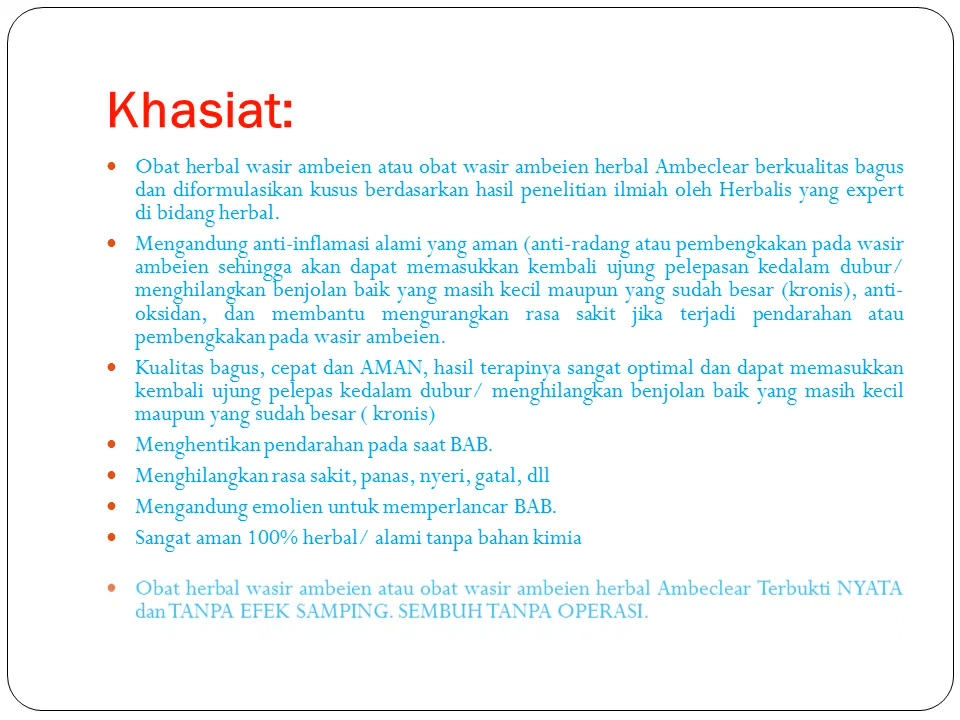 Khasiat:
• Obat herbal wasir ambeien atau obat wasir ambeien herbal Ambeclear berkualitas bagus
dan diformulasikan kusus berdasarkan hasil penelitian ilmiah oleh Herbalis yang expert
di bidang herbal.
• Mengandung anti-inflamasi alami yang aman (anti-radang atau pembengkakan pada wasir
ambeien sehingga akan dapat memasukkan kembali ujung pelepasan kedalam dubur/
menghilangkan benjolan baik yang masih kecil maupun yang sudah besar (kronis), anti-
oksidan, dan membantu mengurangkan rasa sakit jika terjadi pendarahan atau
pembengkakan pada wasir ambeien.
• Kualitas bagus, cepat dan AMAN, hasil terapinya sangat optimal dan dapat memasukkan
kembali ujung pelepas kedalam dubur/ menghilangkan benjolan baik yang masih kecil
maupun yang sudah besar ( kronis)
• Menghentikan pendarahan pada saat BAB.
• Menghilangkan rasa sakit, panas, nyeri, gatal, dll
• Mengandung emolien untuk memperlancar BAB.
• Sangat aman 100% herbal/ alami tanpa bahan kimia
• Obat herbal wasir ambeien atau obat wasir ambeien herbal Ambeclear Terbukti NYATA
dan TANPA EFEK SAMPING. SEMBUH TANPA OPERASI.